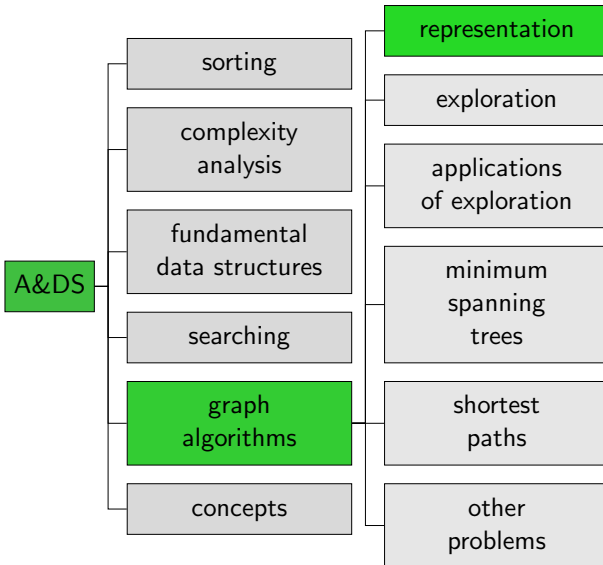 A&DS
sorting
complexity
analysis
fundamental
data structures
searching
graph
algorithms
concepts
representation
exploration
applications
of exploration
minimum
spanning
trees
shortest
paths
other
problems